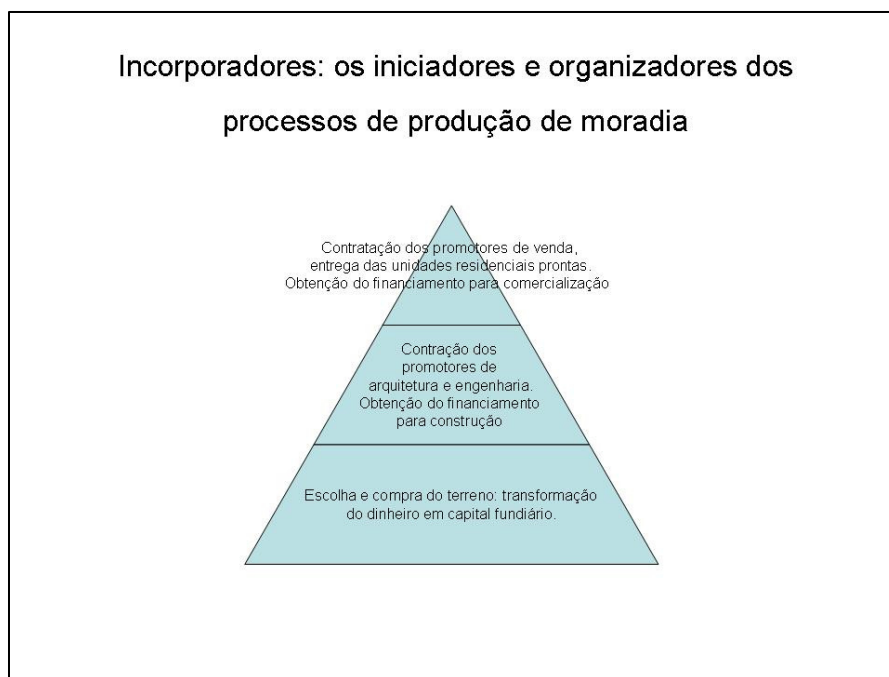 Incorporadores: os iniciadores e organizadores dos
processos de produção de moradia
Contratação dos promotores de venda,
entrega das unidades residenciais prontas.
Obtenção do financiamento para comercialização
Contração dos
promotores de
arquitetura e engenharia.
Obtenção do financiamento
para construção
Escolha e compra do terreno: transformação
do dinheiro em capital fundiário.